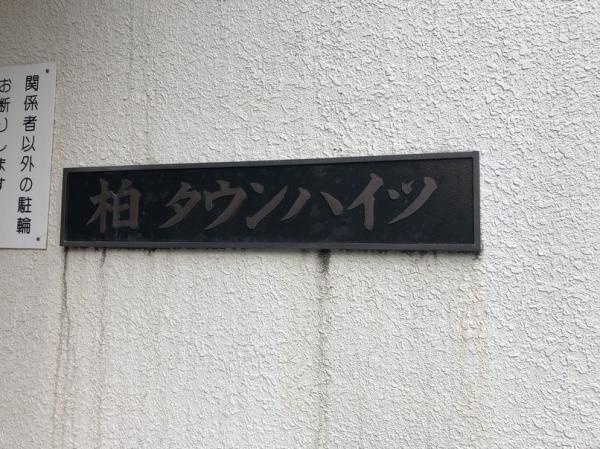 関係者以外の駐輪
お断りします
柏 タウンハイツ